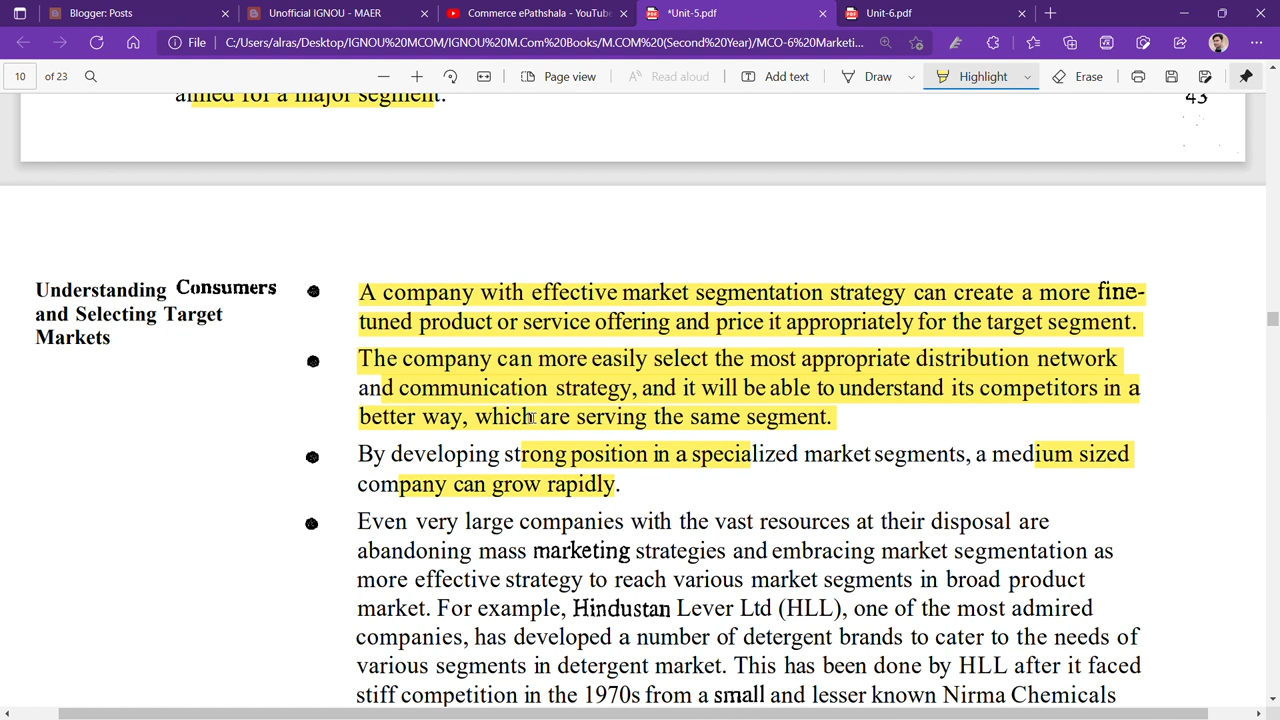 Blogger: Posts
Unofficial IGNOU - MAER
Commerce ePathshala - YouTube
*Unit-5.pdf
Unit-6.pdf
File
C:/Users/alras/Desktop/IGNOU%20MCOM/IGNOU%20M.Com%20Books/M.COM%20(Second%20Year)/MCO-6%20Marketi...
10 of 23
Page view
Read aloud
Add text
Draw
Highlight
Erase
aimed for a major segment.
43
Understanding Consumers
and Selecting Target
Markets
A company with effective market segmentation strategy can create a more fine-
tuned product or service offering and price it appropriately for the target segment.
The company can more easily select the most appropriate distribution network
and communication strategy, and it will be able to understand its competitors in a
better way, which are serving the same segment.
By developing strong position in a specialized market segments, a medium sized
company can grow rapidly.
Even very large companies with the vast resources at their disposal are
abandoning mass marketing strategies and embracing market segmentation as
more effective strategy to reach various market segments in broad product
market. For example, Hindustan Lever Ltd (HLL), one of the most admired
companies, has developed a number of detergent brands to cater to the needs of
various segments in detergent market. This has been done by HLL after it faced
stiff competition in the 1970s from a small and lesser known Nirma Chemicals